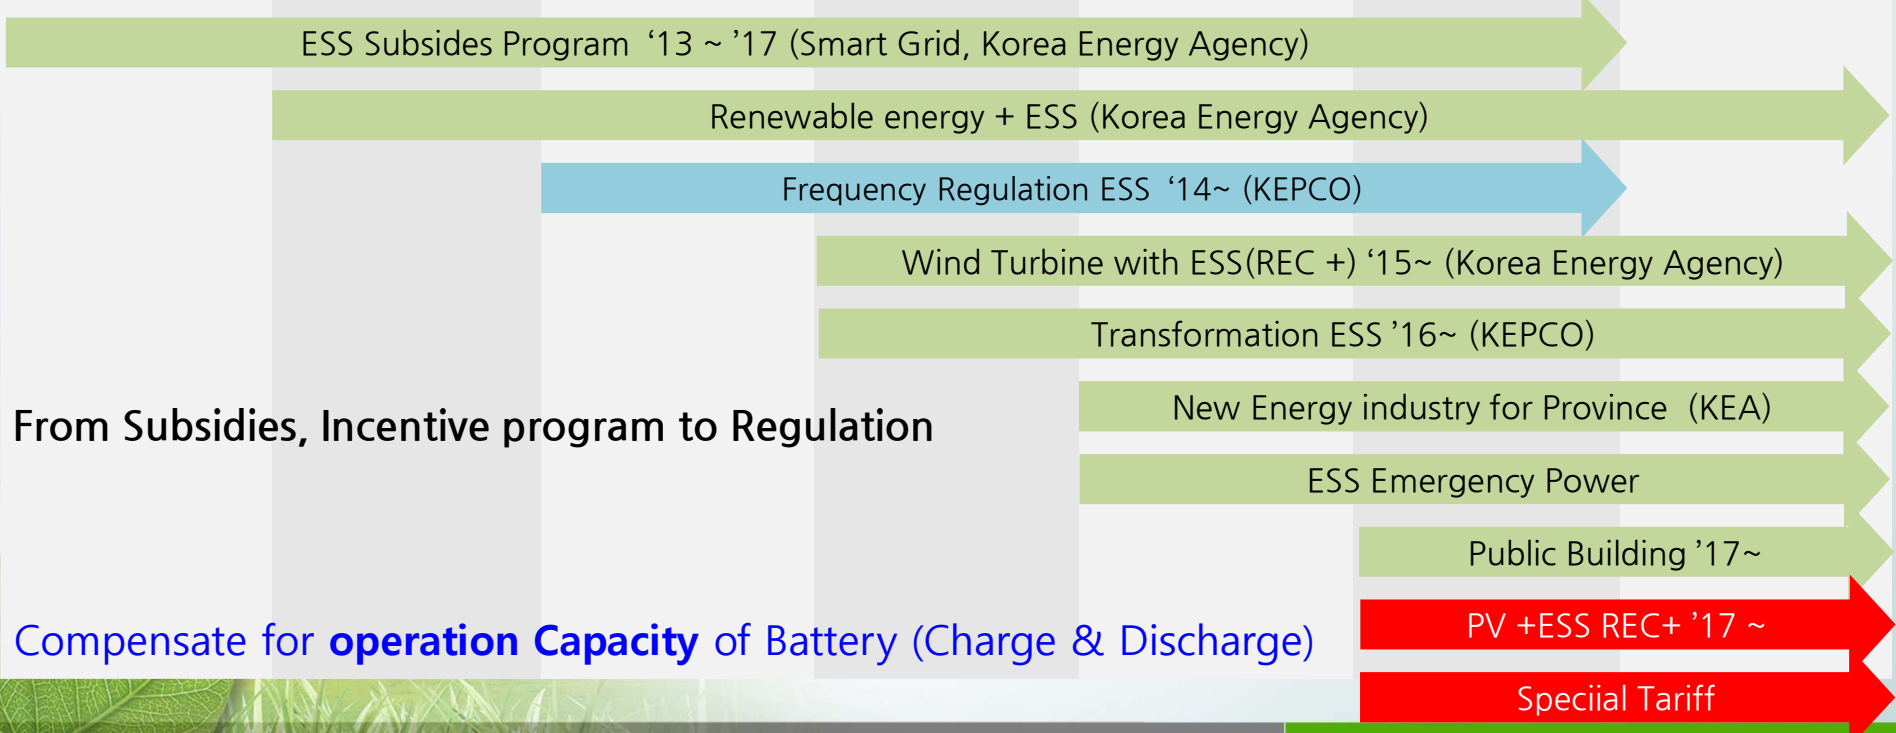 ESS Subsides Program ‘13 ~ ’17 (Smart Grid, Korea Energy Agency)
Renewable energy + ESS (Korea Energy Agency)
Frequency Regulation ESS ‘14~ (KEPCO)
Wind Turbine with ESS(REC +) ‘15~ (Korea Energy Agency)
Transformation ESS ’16~ (KEPCO)
New Energy industry for Province (KEA)
From Subsidies, Incentive program to Regulation
ESS Emergency Power
Public Building ’17~
PV +ESS REC+ ’17 ~
Compensate for operation Capacity of Battery (Charge & Discharge)
Speciial Tariff